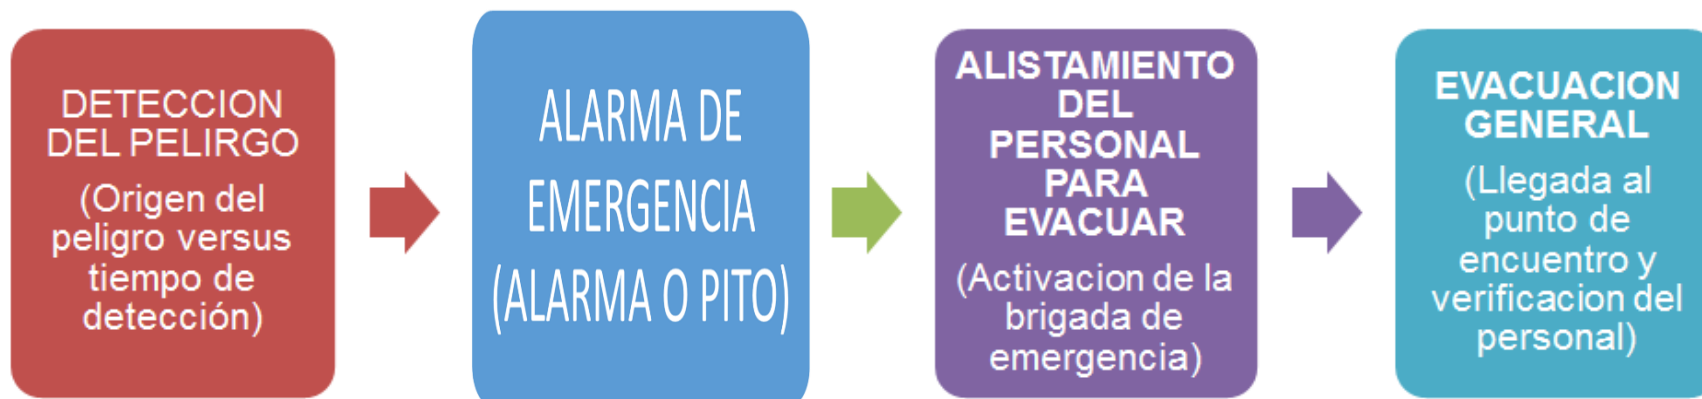 DETECCION
DEL PELIRGO
(Origen del
peligro versus
tiempo de
detección)
ALARMA DE
EMERGENCIA
(ALARMA O PITO)
ALISTAMIENTO
DEL
PERSONAL
PARA
EVACUAR
(Activacion de la
brigada de
emergencia)
EVACUACION
GENERAL
(Llegada al
punto de
encuentro y
verificacion del
personal)